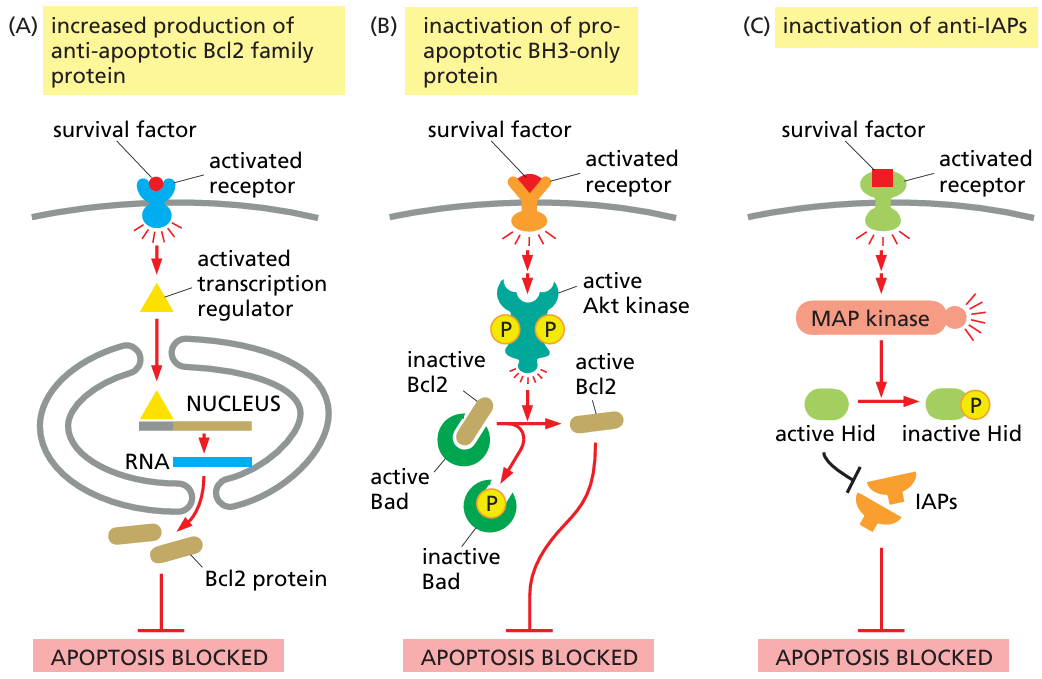 (A) increased production of
anti-apoptotic Bcl2 family
protein
survival factor
activated
receptor
activated
transcription
regulator
NUCLEUS
RNA
Bcl2 protein
APOPTOSIS BLOCKED
(B) inactivation of pro-
apoptotic BH3-only
protein
survival factor
activated
receptor
active
Akt kinase
P P
inactive
Bcl2
active
Bcl2
active
Bad
P
inactive
Bad
APOPTOSIS BLOCKED
(C) inactivation of anti-IAPs
survival factor
activated
receptor
MAP kinase
P
active Hid inactive Hid
IAPs
APOPTOSIS BLOCKED